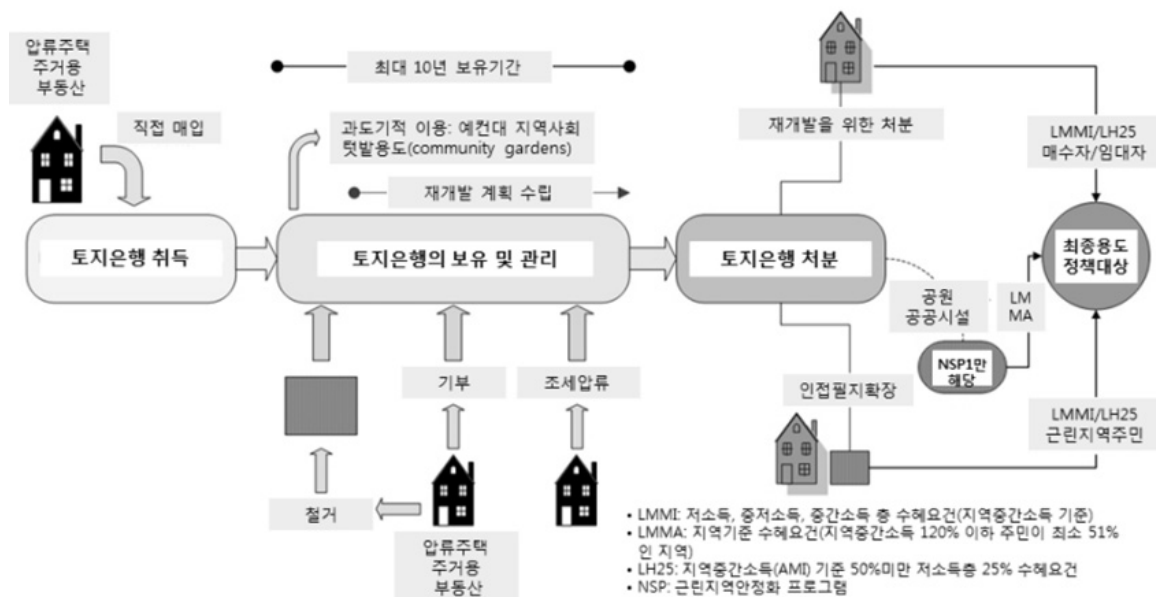 압류주택
주거용
부동산
직접 매입
최대 10년 보유기간
과도기적 이용: 예컨대 지역사회
텃밭용도(community gardens)
재개발 계획 수립
토지은행 취득
토지은행의 보유 및 관리
토지은행 처분
재개발을 위한 처분
LMMI/LH25
매수자/임대자
최종용도
정책대상
공원
공공시설
LM
MA
NSP1만
해당
기부
조세압류
인접필지확장
LMMI/LH25
근린지역주민
철거
압류주택
주거용
부동산
• LMMI: 저소득, 중저소득, 중간소득 층 수혜요건(지역중간소득 기준)
• LMMA: 지역기준 수혜요건(지역중간소득 120% 이하 주민이 최소 51%
인 지역)
• LH25: 지역중간소득(AMI) 기준 50%미만 저소득층 25% 수혜요건
• NSP: 근린지역안정화 프로그램